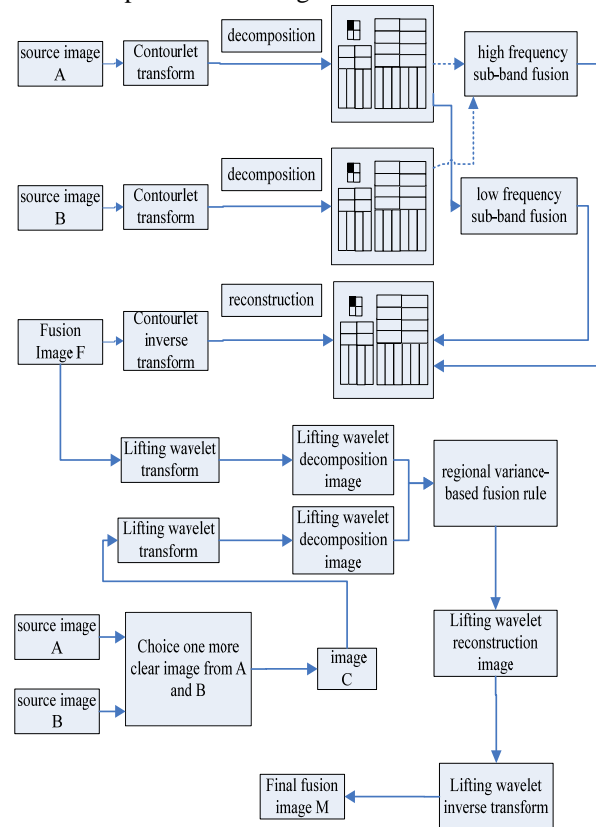 decomposition
source image
A
Contourlet
transform
high frequency
sub-band fusion
decomposition
source image
B
Contourlet
transform
low frequency
sub-band fusion
reconstruction
Fusion
Image F
Contourlet
inverse
transform
Lifting wavelet
transform
Lifting wavelet
decomposition
image
regional variance-
based fusion rule
Lifting wavelet
transform
Lifting wavelet
decomposition
image
source image
A
Choice one more
clear image from A
and B
image
C
source image
B
Lifting wavelet
reconstruction
image
Final fusion
image M
Lifting wavelet
inverse transform